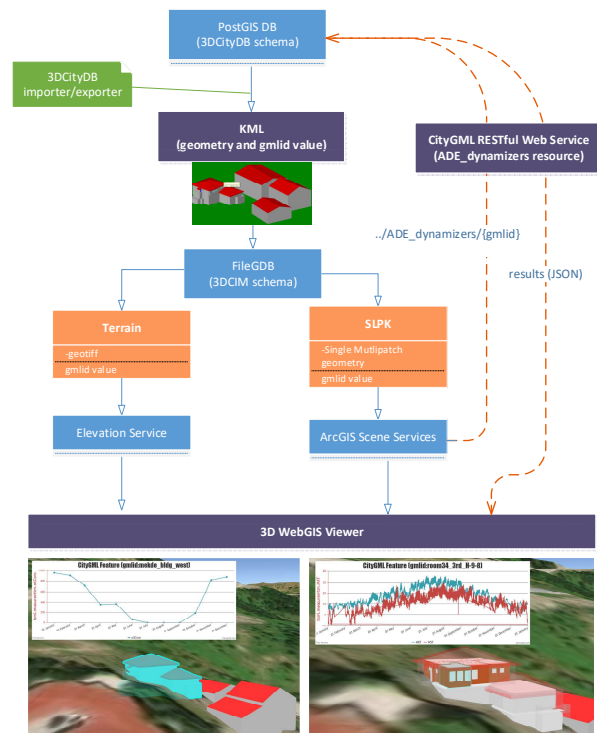 PostGIS DB
(3DCityDB schema)
3DCityDB
importer/exporter
KML
(geometry and gmlid value)
CityGML RESTful Web Service
(ADE_dynamizers resource)
../ADE_dynamizers/{gmlid}
results (JSON)
FileGDB
(3DCIM schema)
Terrain
-geotiff
gmlid value
SLPK
-Single Mutlipatch
geometry
gmlid value
Elevation Service
ArcGIS Scene Services
3D WebGIS Viewer
CityGML Feature (gmlid:mekdo_bldg_west)
CityGML Feature (gmlid:room34_3rd_H-9-8)